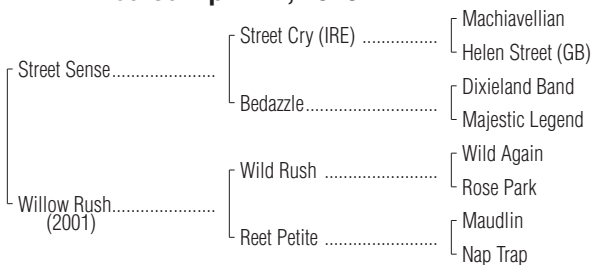 Street Sense....................
Street Cry (IRE) ..............
Machiavellian
Helen Street (GB)
Bedazzle.........................
Dixieland Band
Majestic Legend
Willow Rush....................
(2001)
Wild Rush .....................
Wild Again
Rose Park
Reet Petite .....................
Maudlin
Nap Trap